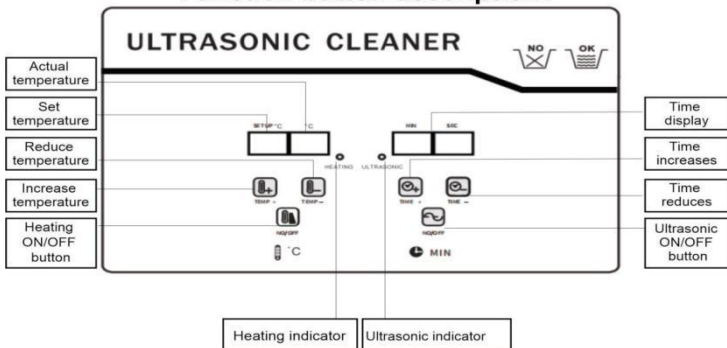 ULTRASONIC CLEANER
NO
OK
Actual
temperature
Set
temperature
Reduce
temperature
Increase
temperature
Heating
ON/OFF
button
SETUP °C
°C
MIN
SEC
HEATING
ULTRASONIC
TEMP +
TEMP −
TIME +
TIME −
NO/OFF
NO/OFF
°C
MIN
Time
display
Time
increases
Time
reduces
Ultrasonic
ON/OFF
button
Heating indicator
Ultrasonic indicator